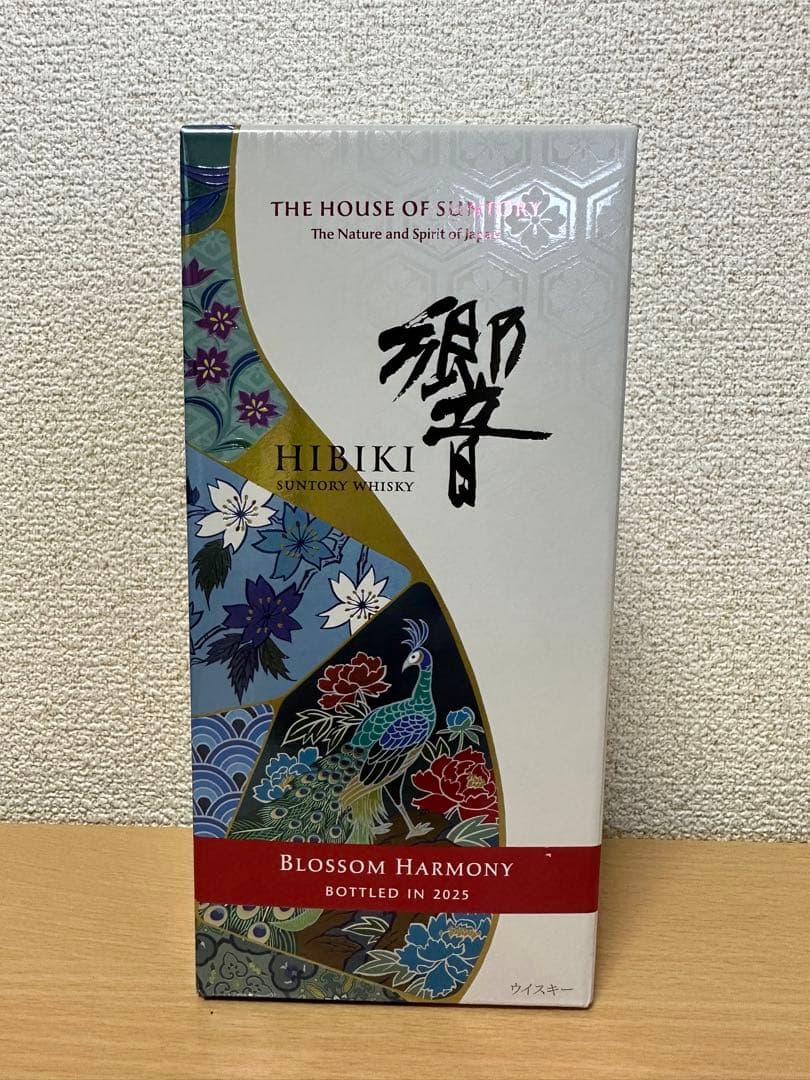 THE HOUSE OF SUNTORY
The Nature and Spirit of Japan
響
HIBIKI
SUNTORY WHISKY
BLOSSOM HARMONY
BOTTLED IN 2025
ウイスキー